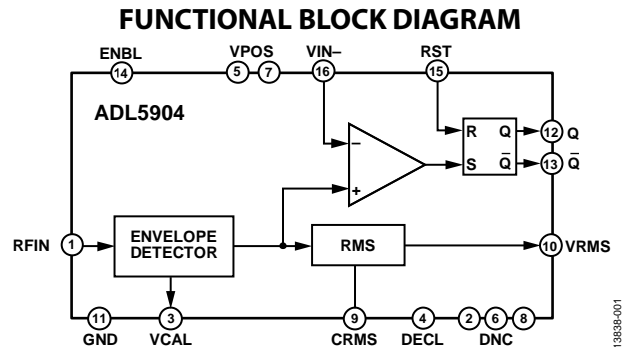 FUNCTIONAL BLOCK DIAGRAM
ENBL VPOS VIN– RST
14 5 7 16 15
ADL5904
R Q 12 Q
– 
S Q̅ 13 Q̅
+
RFIN 1 ENVELOPE
DETECTOR
RMS 10 VRMS
11 3 9 4 2 6 8
GND VCAL CRMS DECL DNC
13838-001